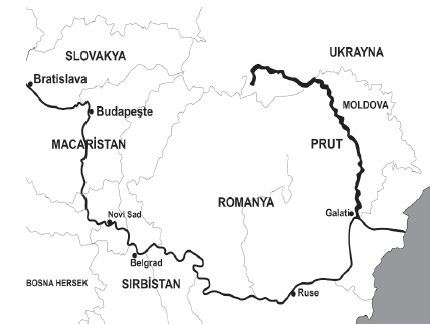 SLOVAKYA
UKRAYNA
Bratislava
MOLDOVA
Budapeşte
MACARİSTAN
PRUT
ROMANYA
Novi Sad
Galati
Belgrad
BOSNA HERSEK
SIRBİSTAN
Ruse